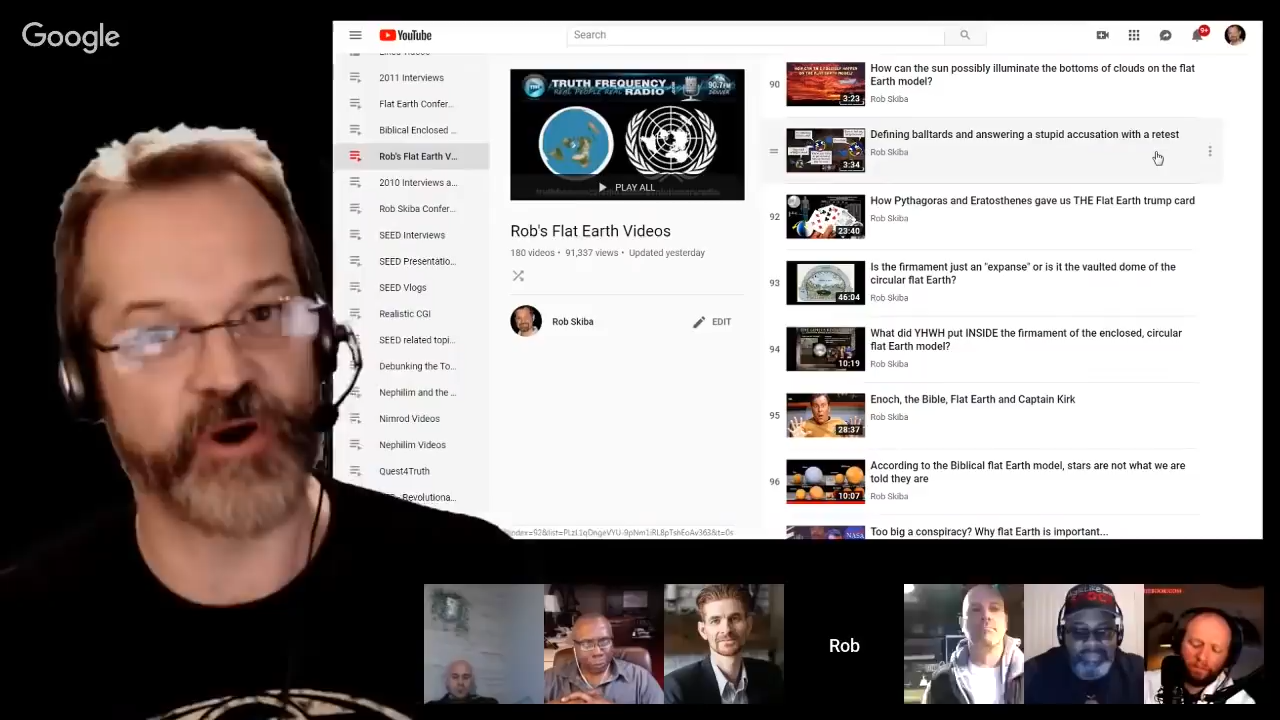 Google
YouTube
Search
9+
2011 Interviews
Flat Earth Confer...
Biblical Enclosed ...
Rob's Flat Earth V...
2010 Interviews a...
Rob Skiba Confer...
SEED Interviews
SEED Presentatio...
SEED Vlogs
Realistic CGI
SEED related topi...
Debunking the To...
Nephilim and the ...
Nimrod Videos
Nephilim Videos
Quest4Truth
Revolutiona...
TRUTH FREQUENCY
RADIO
REAL PEOPLE REAL
90.7FM
DENVER
PLAY ALL
Rob's Flat Earth Videos
180 videos • 91,337 views • Updated yesterday
Rob Skiba
EDIT
90
3:23
How can the sun possibly illuminate the bottoms of clouds on the flat
Earth model?
Rob Skiba
3:34
Defining balltards and answering a stupid accusation with a retest
Rob Skiba
92
23:40
How Pythagoras and Eratosthenes gave us THE Flat Earth trump card
Rob Skiba
93
46:04
Is the firmament just an "expanse" or is it the vaulted dome of the
circular flat Earth?
Rob Skiba
94
10:19
What did YHWH put INSIDE the firmament of the enclosed, circular
flat Earth model?
Rob Skiba
95
28:37
Enoch, the Bible, Flat Earth and Captain Kirk
Rob Skiba
96
10:07
According to the Biblical flat Earth model, stars are not what we are
told they are
Rob Skiba
NASA
Too big a conspiracy? Why flat Earth is important...
Rob